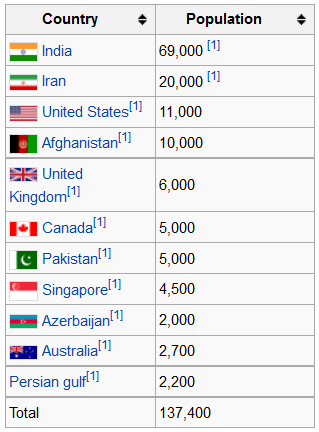 Country Population
India 69,000 [1]
Iran 20,000 [1]
United States[1] 11,000
Afghanistan[1] 10,000
United
Kingdom[1] 6,000
Canada[1] 5,000
Pakistan[1] 5,000
Singapore[1] 4,500
Azerbaijan[1] 2,000
Australia[1] 2,700
Persian gulf[1] 2,200
Total 137,400